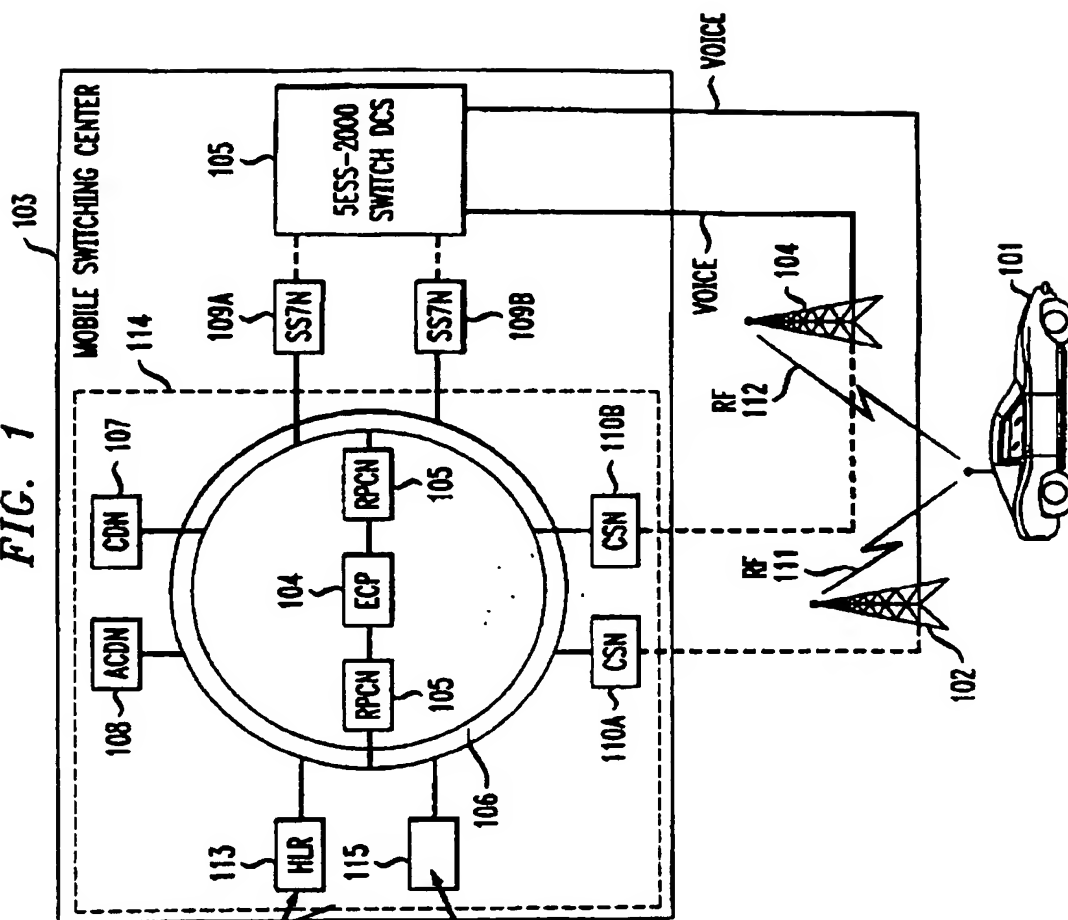 FIG. 1
103
MOBILE SWITCHING CENTER
114
108
ACDN
CDN
107
109A
SS7N
105
5ESS-2000
SWITCH DCS
113
HLR
RPCN
105
104
ECP
RPCN
105
SS7N
109B
115
106
110A
CSN
CSN
110B
VOICE
VOICE
RF
111
RF
112
104
102
101